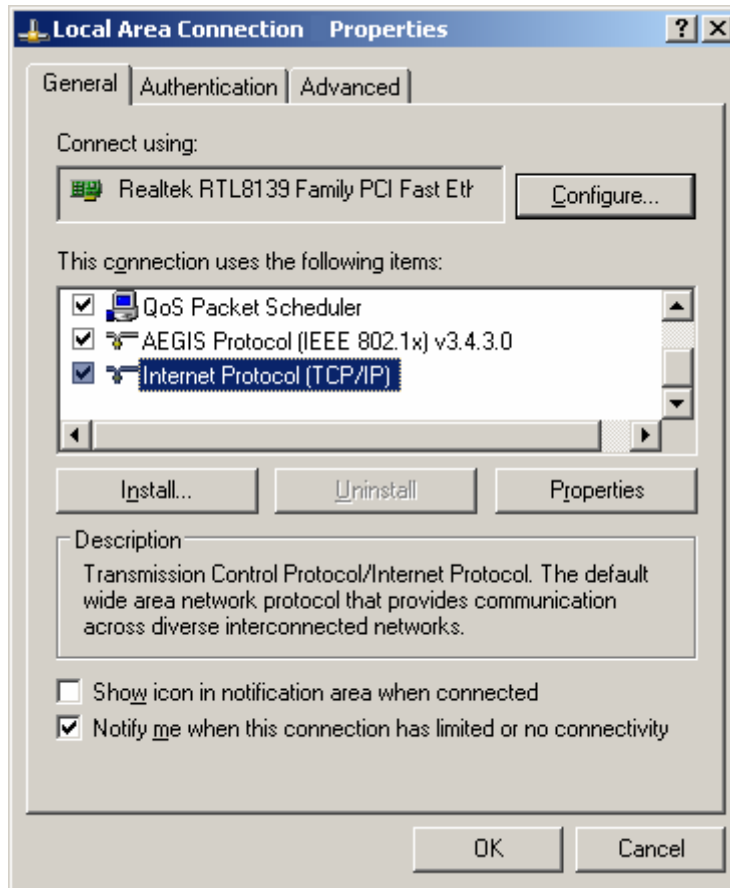 Local Area Connection Properties
General Authentication Advanced
Connect using:
Realtek RTL8139 Family PCI Fast Eth
Configure...
This connection uses the following items:
QoS Packet Scheduler
AEGIS Protocol (IEEE 802.1x) v3.4.3.0
Internet Protocol (TCP/IP)
Install... Uninstall Properties
Description
Transmission Control Protocol/Internet Protocol. The default
wide area network protocol that provides communication
across diverse interconnected networks.
Show icon in notification area when connected
Notify me when this connection has limited or no connectivity
OK Cancel